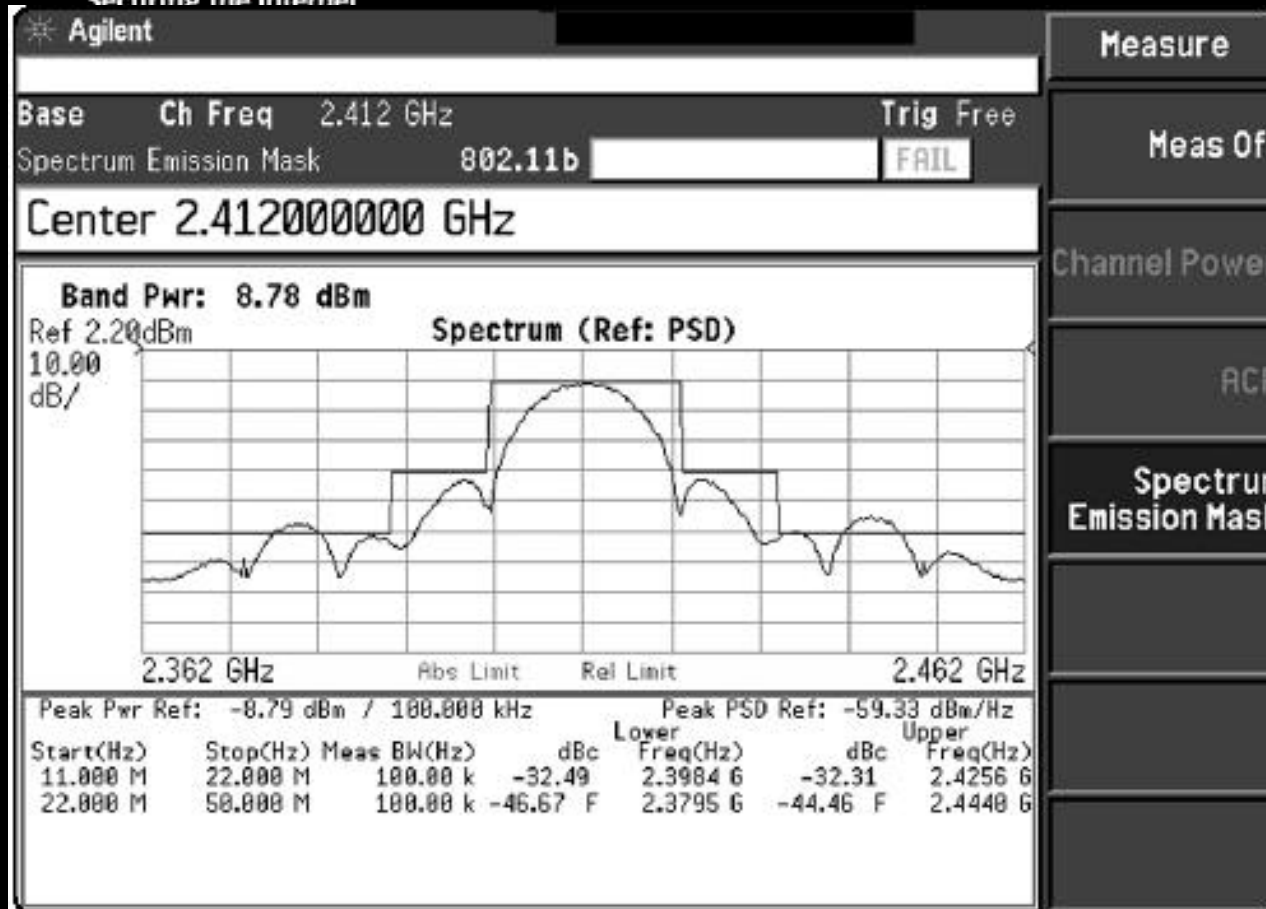 Securing the Internet
Agilent
Measure
Base Ch Freq 2.412 GHz Trig Free
Spectrum Emission Mask 802.11b FAIL
Meas Of
Center 2.412000000 GHz
Channel Powe
Band Pwr: 8.78 dBm
Ref 2.20dBm Spectrum (Ref: PSD)
10.00
dB/
AC
Spectru
Emission Mas
2.362 GHz Abs Limit Rel Limit 2.462 GHz
Peak Pwr Ref: -8.79 dBm / 100.000 kHz Peak PSD Ref: -59.33 dBm/Hz
Lower Upper
Start(Hz) Stop(Hz) Meas BW(Hz) dBc Freq(Hz) dBc Freq(Hz)
11.000 M 22.000 M 100.00 k -32.49 2.3984 G -32.31 2.4256 G
22.000 M 50.000 M 100.00 k -46.67 F 2.3795 G -44.46 F 2.4440 G